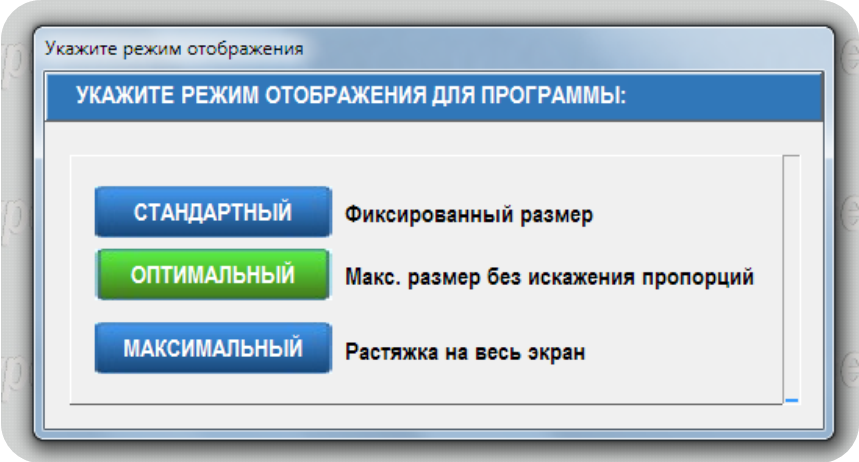 Укажите режим отображения
УКАЖИТЕ РЕЖИМ ОТОБРАЖЕНИЯ ДЛЯ ПРОГРАММЫ:
СТАНДАРТНЫЙ Фиксированный размер
ОПТИМАЛЬНЫЙ Макс. размер без искажения пропорций
МАКСИМАЛЬНЫЙ Растяжка на весь экран